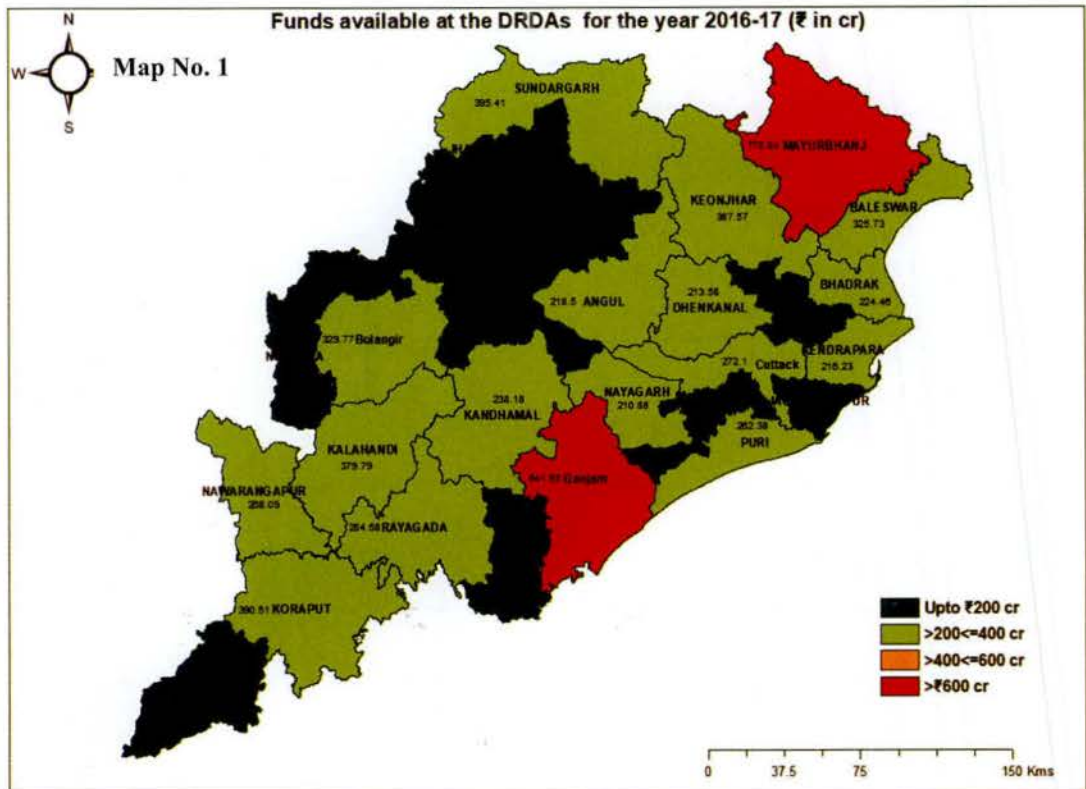 Funds available at the DRDAs for the year 2016-17 (₹ in cr)
N
W
S
Map No. 1
SUNDARGARH
395.41
MAYURBHANJ
KEONJHAR
387.57
BALESWAR
325.73
BHADRAK
224.46
213.56
DHENKANAL
218.5 ANGUL
329.77 Bolangir
KENDRAPARA
215.23
272.1 Cuttack
NAYAGARH
210.88
238.18
KANDHAMAL
262.38
PURI
KALAHANDI
379.79
Ganjam
NAWARANGAPUR
258.05
264.58 RAYAGADA
390.51 KORAPUT
Upto ₹200 cr
>200<=400 cr
>400<=600 cr
>₹600 cr
0 37.5 75 150 Kms